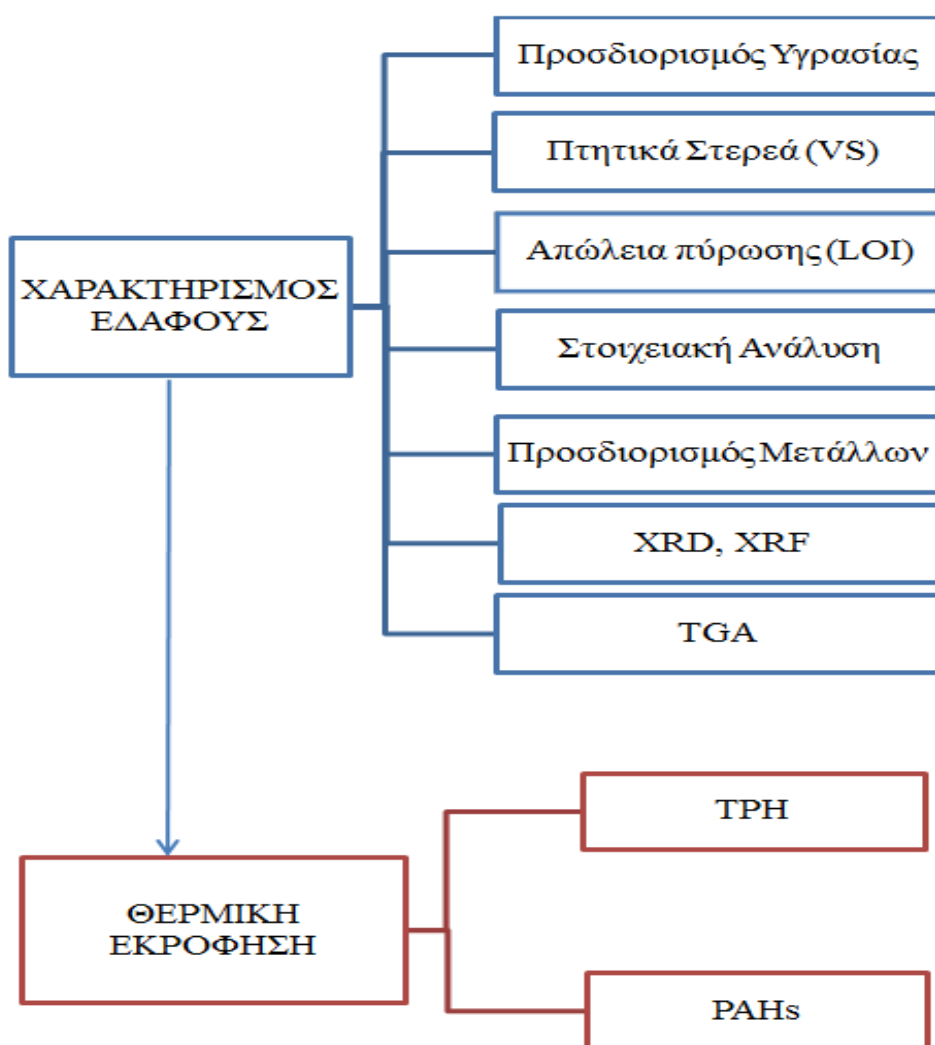 Προσδιορισμός Υγρασίας
Πτητικά Στερεά (VS)
Απώλεια πύρωσης (LOI)
ΧΑΡΑΚΤΗΡΙΣΜΟΣ
ΕΔΑΦΟΥΣ
Στοιχειακή Ανάλυση
Προσδιορισμός Μετάλλων
XRD, XRF
TGA
TPH
ΘΕΡΜΙΚΗ
ΕΚΡΟΦΗΣΗ
PAHs